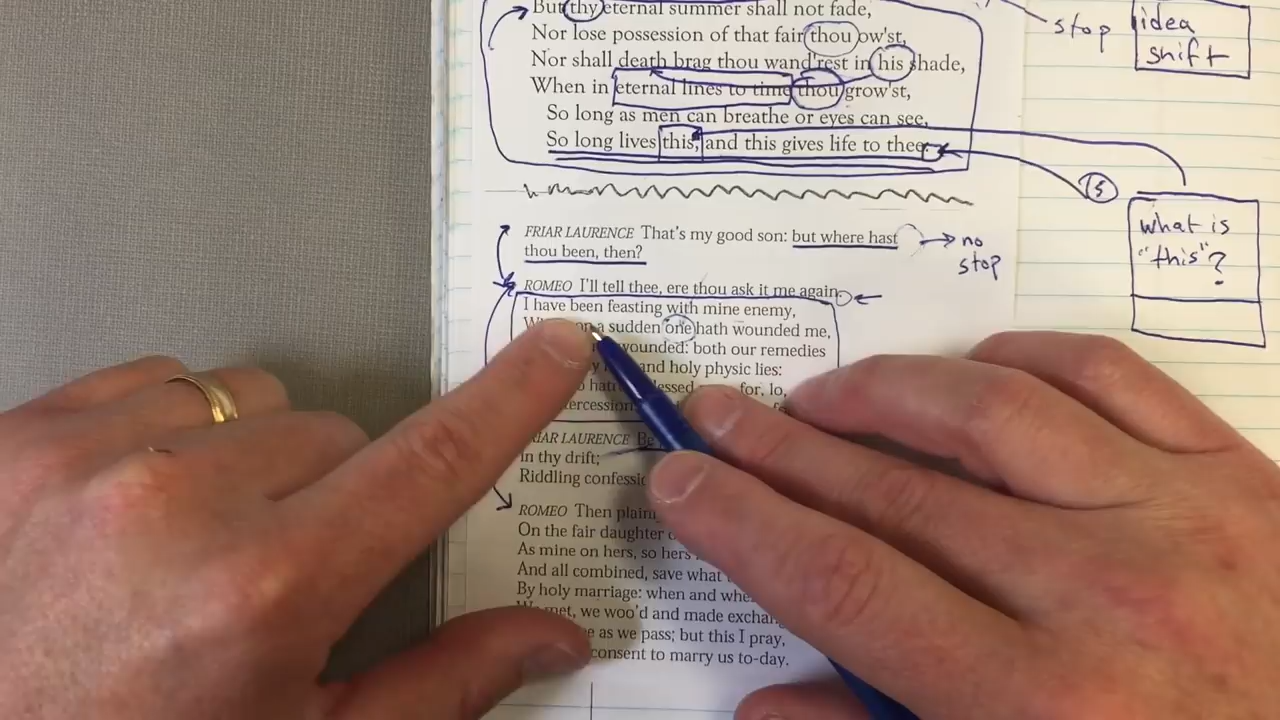 But thy eternal summer shall not fade,
Nor lose possession of that fair thou ow'st,
Nor shall death brag thou wand'rest in his shade,
When in eternal lines to time thou grow'st,
So long as men can breathe or eyes can see,
So long lives this, and this gives life to thee.
stop
idea
shift
5
what is
"this"?
FRIAR LAURENCE That's my good son: but where hast
thou been, then?
no
stop
ROMEO I'll tell thee, ere thou ask it me again.
I have been feasting with mine enemy,
a sudden one hath wounded me,
wounded: both our remedies
and holy physic lies:
for, lo,
FRIAR LAURENCE Be
in thy drift;
Riddling
ROMEO Then
On the fair daughter
As mine on hers, so hers
And all combined, save what
By holy marriage: when and
met, we woo'd and made
as we pass; but this I pray,
consent to marry us to-day.